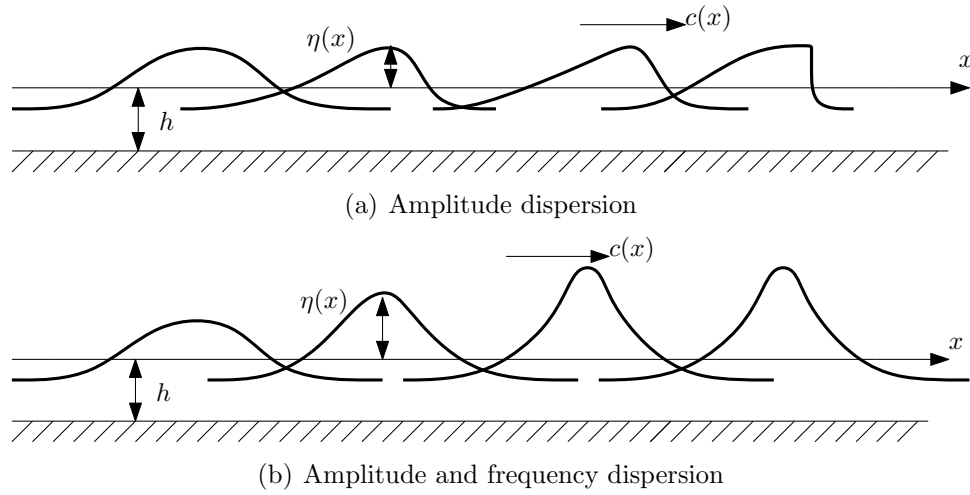 c(x)
η(x)
x
h
(a) Amplitude dispersion
c(x)
η(x)
x
h
(b) Amplitude and frequency dispersion